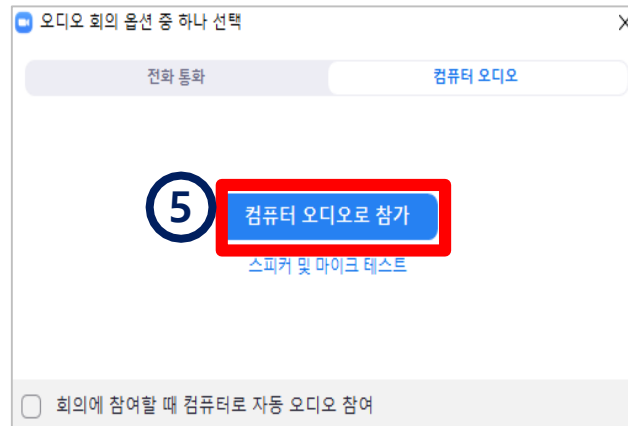 오디오 회의 옵션 중 하나 선택
전화 통화
컴퓨터 오디오
5
컴퓨터 오디오로 참가
스피커 및 마이크 테스트
회의에 참여할 때 컴퓨터로 자동 오디오 참여